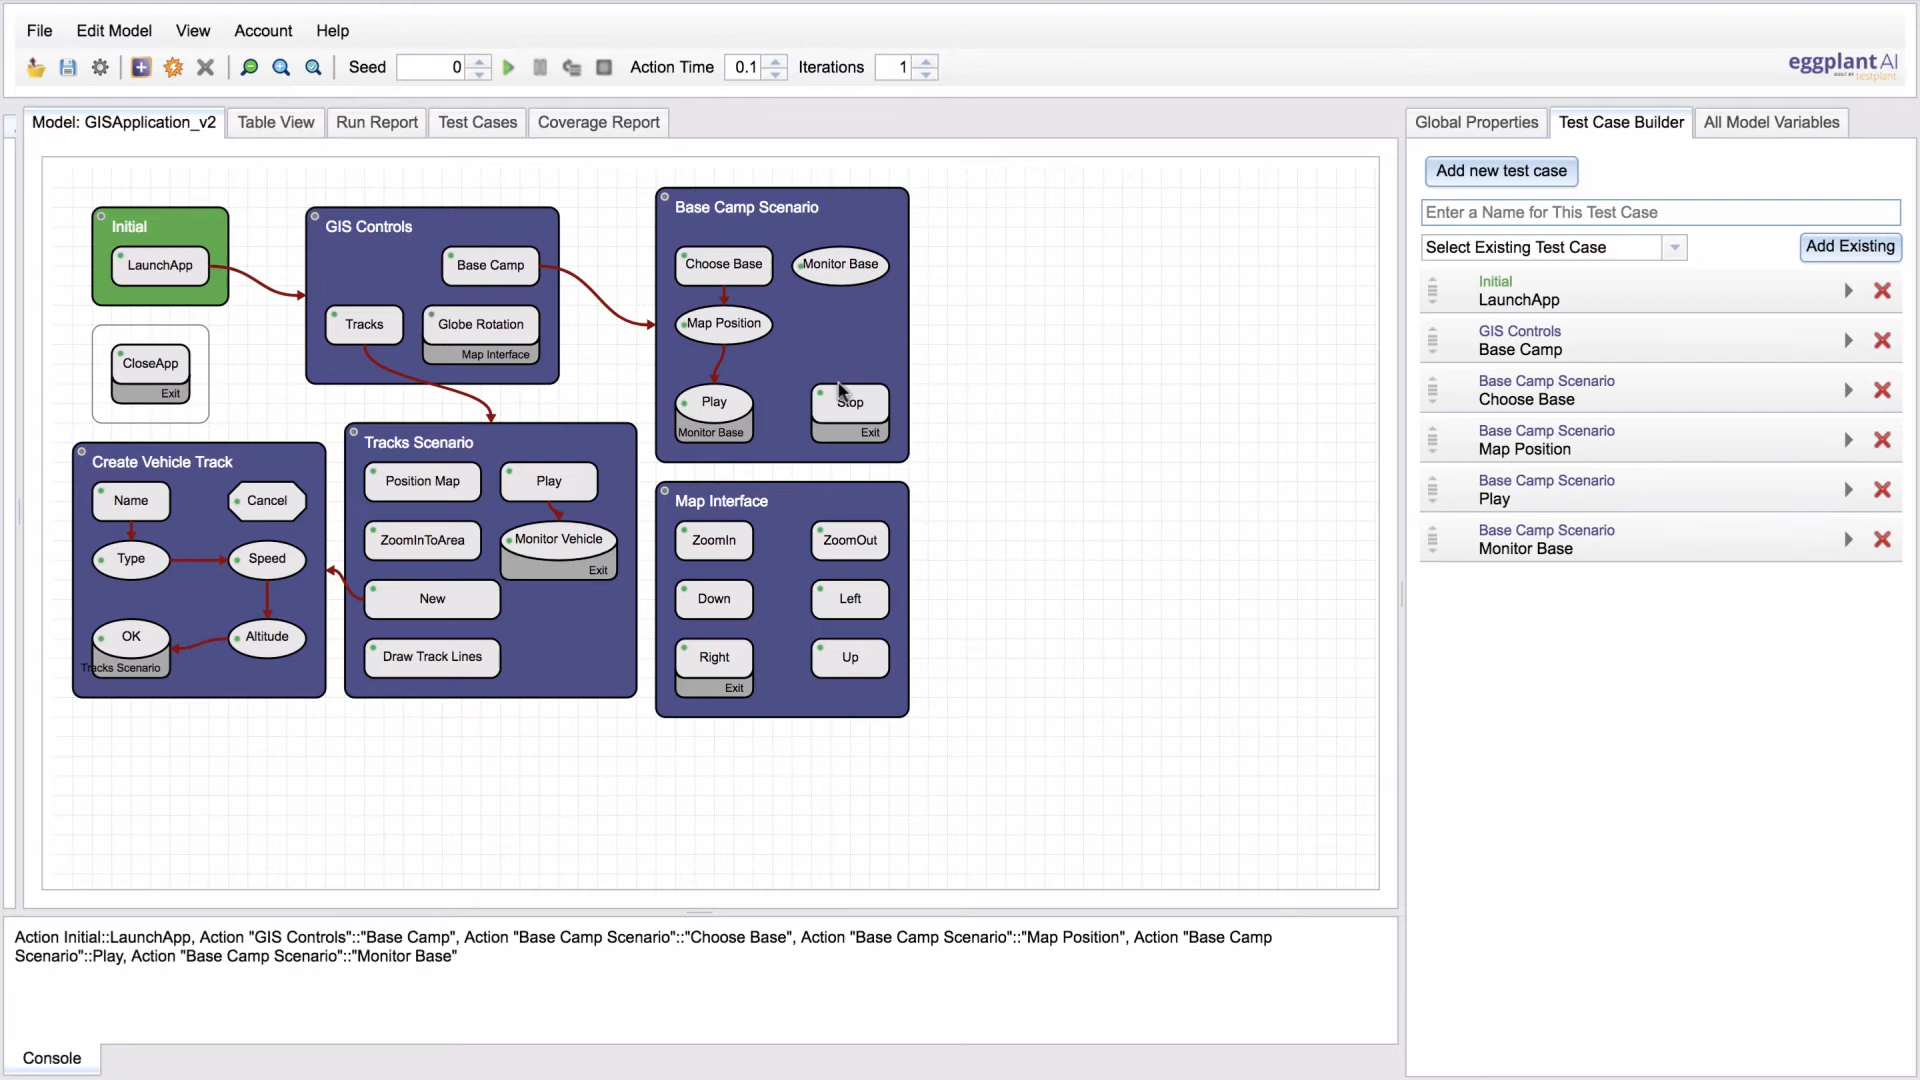 File Edit Model View Account Help
Seed 0 Action Time 0.1 Iterations 1
eggplant AI
BUILT BY testplant
Model: GISApplication_v2 Table View Run Report Test Cases Coverage Report
Global Properties Test Case Builder All Model Variables
Initial
LaunchApp
CloseApp
Exit
GIS Controls
Base Camp
Tracks
Globe Rotation
Map Interface
Base Camp Scenario
Choose Base
Monitor Base
Map Position
Play
Monitor Base
Stop
Exit
Create Vehicle Track
Name
Cancel
Type
Speed
OK
Tracks Scenario
Altitude
Tracks Scenario
Position Map
Play
ZoomInToArea
Monitor Vehicle
Exit
New
Draw Track Lines
Map Interface
ZoomIn
ZoomOut
Down
Left
Right
Exit
Up
Add new test case
Enter a Name for This Test Case
Select Existing Test Case
Add Existing
Initial
LaunchApp
GIS Controls
Base Camp
Base Camp Scenario
Choose Base
Base Camp Scenario
Map Position
Base Camp Scenario
Play
Base Camp Scenario
Monitor Base
Action Initial::LaunchApp, Action "GIS Controls"::"Base Camp", Action "Base Camp Scenario"::"Choose Base", Action "Base Camp Scenario"::"Map Position", Action "Base Camp
Scenario"::Play, Action "Base Camp Scenario"::"Monitor Base"
Console